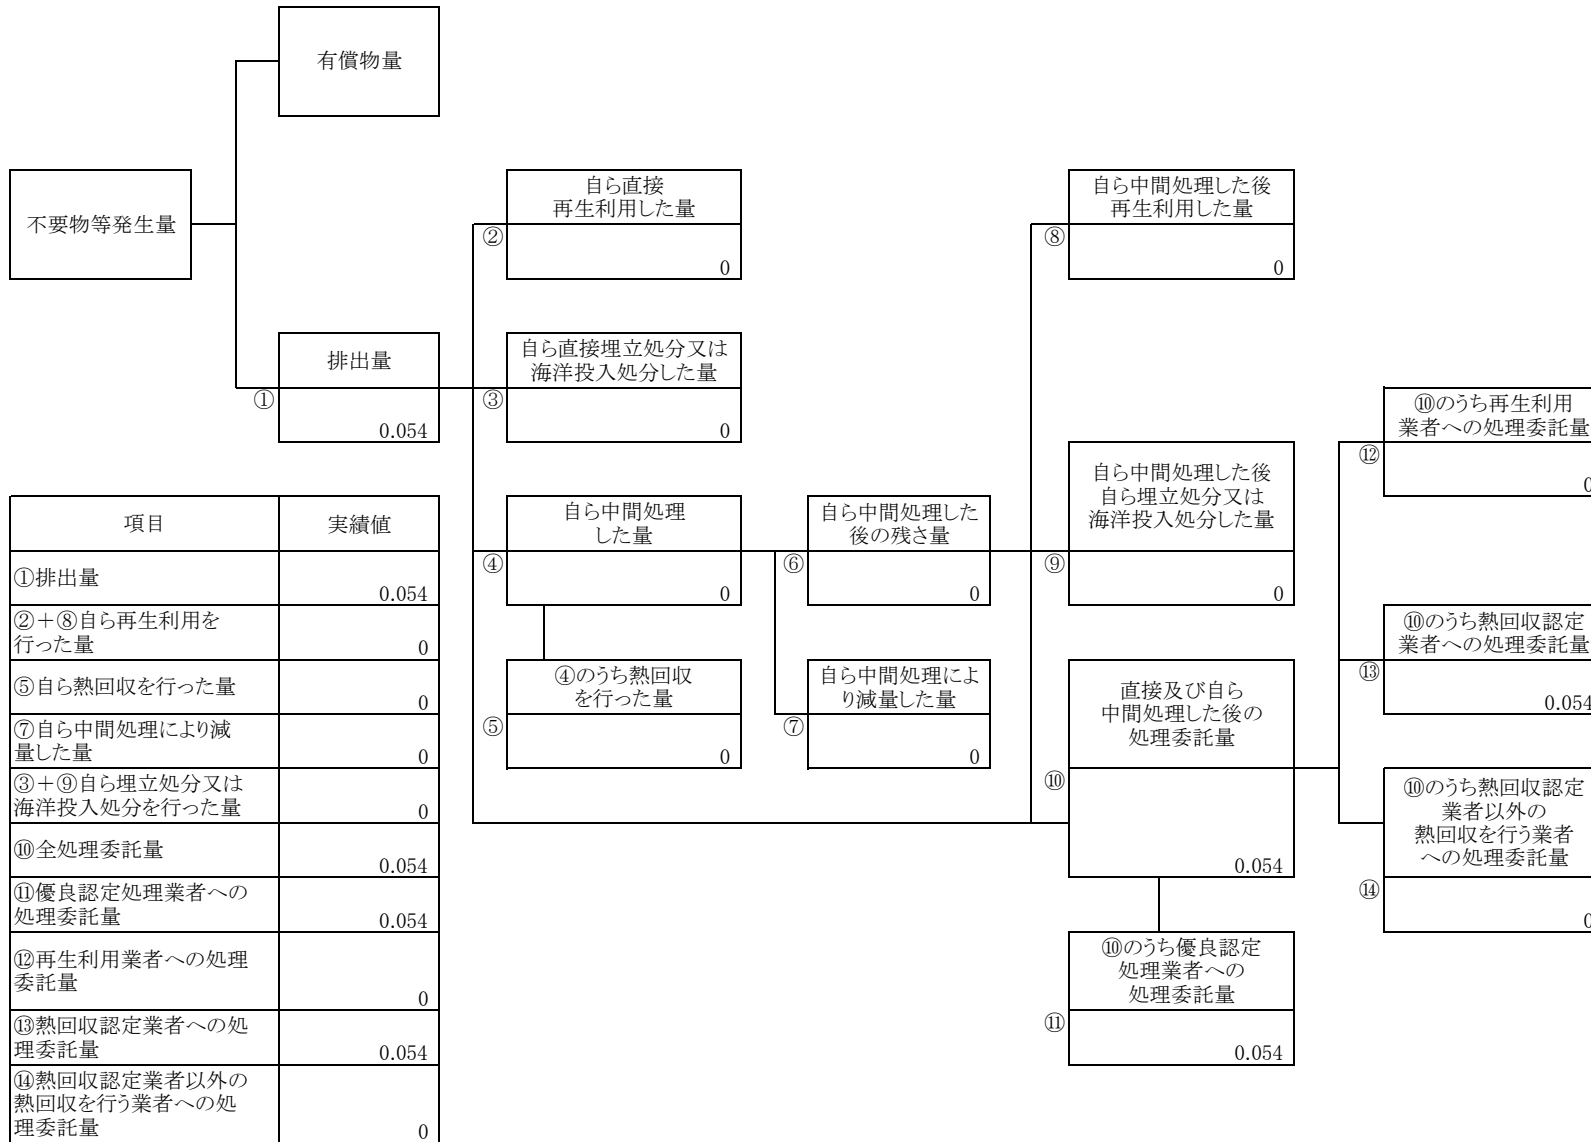 有償物量
不要物等発生量
自ら直接
再生利用した量
②
0
自ら中間処理した後
再生利用した量
⑧
0
排出量
①
0.054
自ら直接埋立処分又は
海洋投入処分した量
③
0
⑩のうち再生利用
業者への処理委託量
⑫
0
自ら中間処理
した量
④
0
自ら中間処理した
後の残さ量
⑥
0
自ら中間処理した後
自ら埋立処分又は
海洋投入処分した量
⑨
0
④のうち熱回収
を行った量
⑤
0
自ら中間処理によ
り減量した量
⑦
0
直接及び自ら
中間処理した後の
処理委託量
⑩
0.054
⑩のうち熱回収認定
業者への処理委託量
⑬
0.054
⑩のうち熱回収認定
業者以外の
熱回収を行う業者
への処理委託量
⑭
0
⑩のうち優良認定
処理業者への
処理委託量
⑪
0.054
項目 実績値
①排出量
0.054
②+⑧自ら再生利用を
行った量 0
⑤自ら熱回収を行った量
0
⑦自ら中間処理により減
量した量 0
③+⑨自ら埋立処分又は
海洋投入処分を行った量 0
⑩全処理委託量
0.054
⑪優良認定処理業者への
処理委託量 0.054
⑫再生利用業者への処理
委託量
0
⑬熱回収認定業者への処
理委託量 0.054
⑭熱回収認定業者以外の
熱回収を行う業者への処
理委託量 0